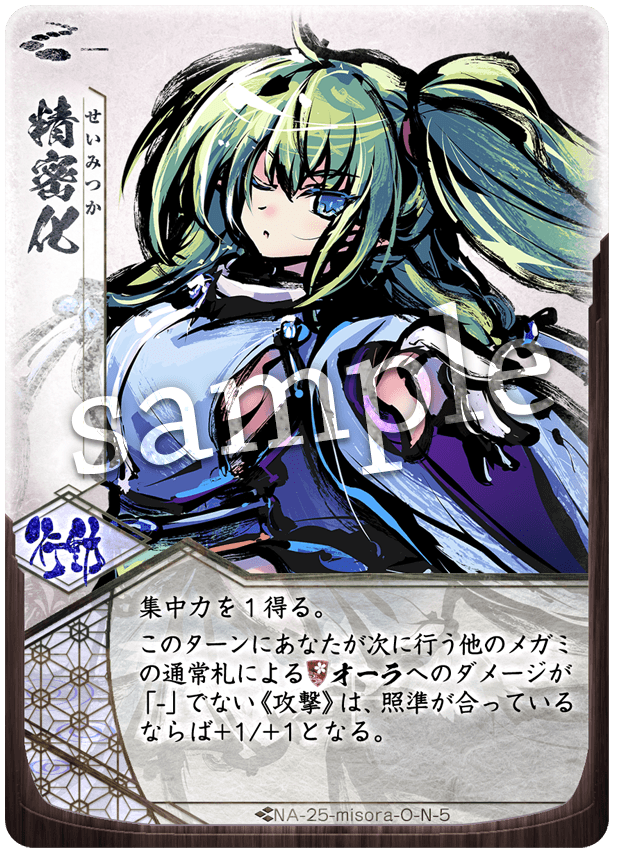 精密化
せいみつか
sample
行動
集中力を1得る。
このターンにあなたが次に行う他のメガミ
の通常札によるオーラへのダメージが
「-」でない《攻撃》は、照準が合っている
ならば+1/+1となる。
NA-25-misora-O-N-5